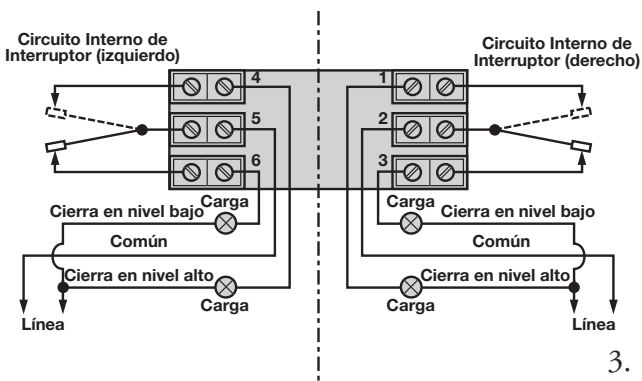 Circuito Interno de
Interruptor (izquierdo)
Circuito Interno de
Interruptor (derecho)
4
5
6
1
2
3
Carga
Cierra en nivel bajo
Común
Cierra en nivel alto
Carga
Línea
Carga
Cierra en nivel bajo
Común
Cierra en nivel alto
Carga
Línea
3.